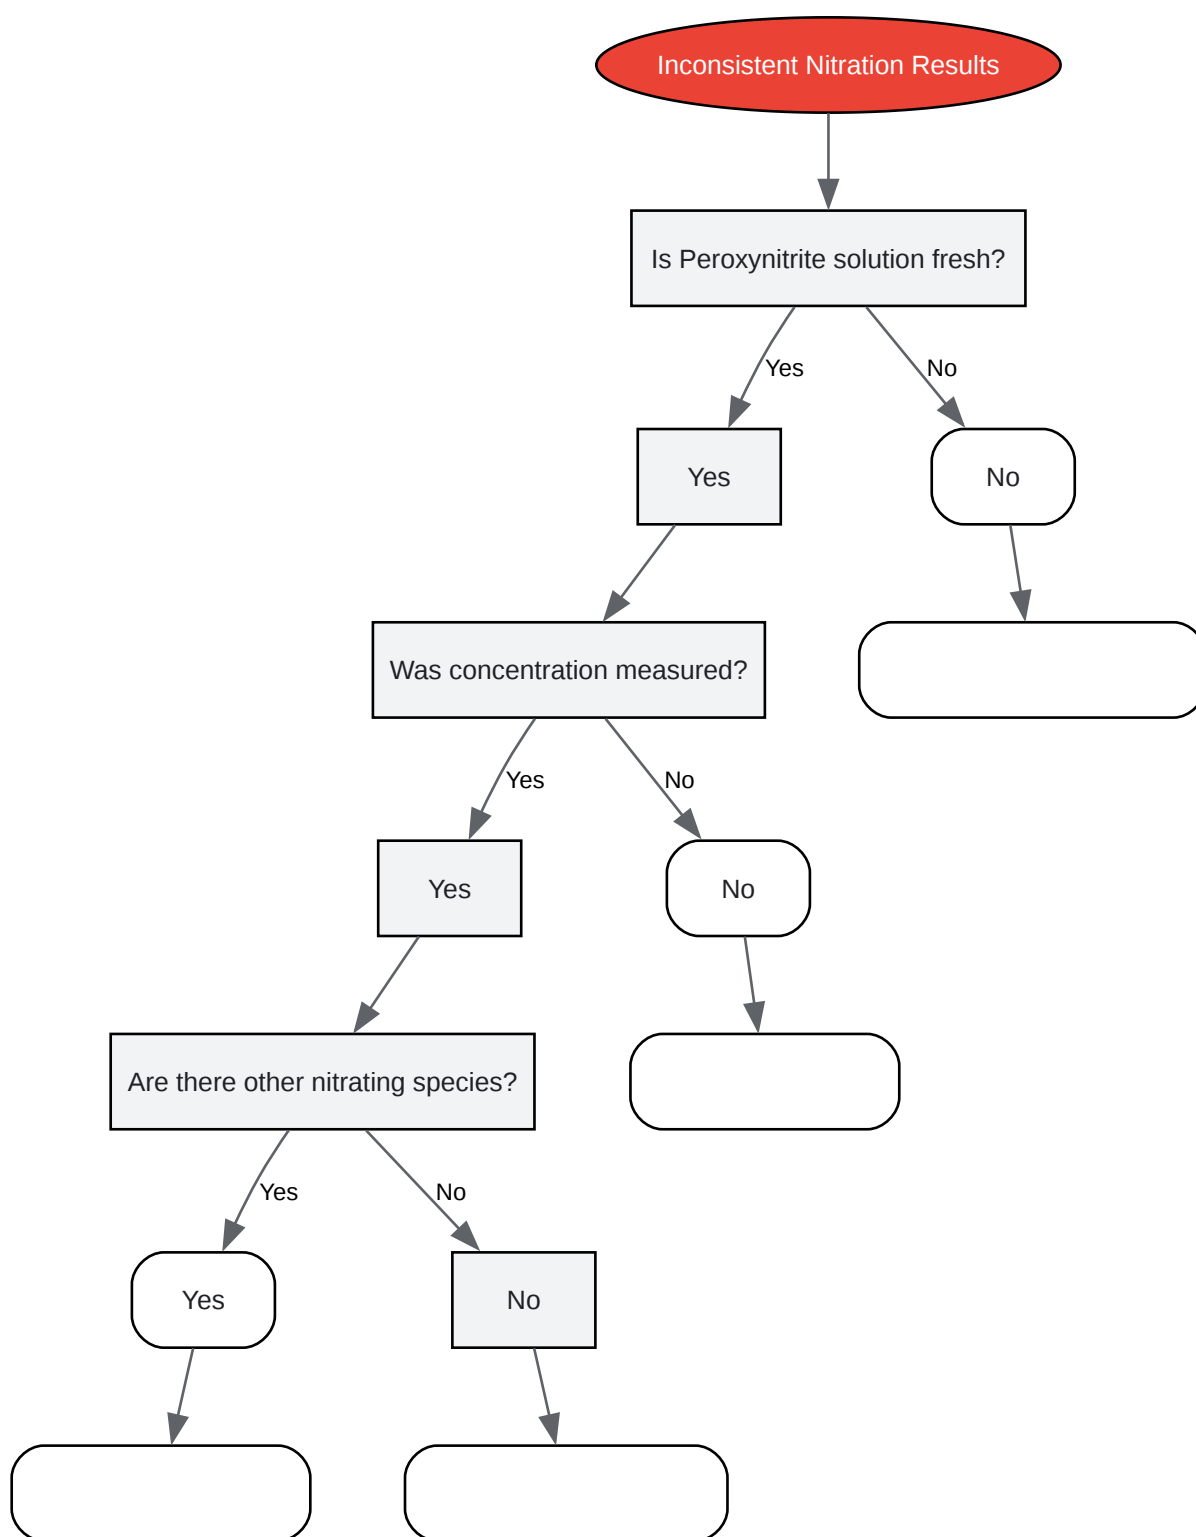 Inconsistent Nitration Results
Is Peroxynitrite solution fresh?
Yes
No
Yes
No
Was concentration measured?
Yes
No
Yes
No
Are there other nitrating species?
Yes
No
Yes
No